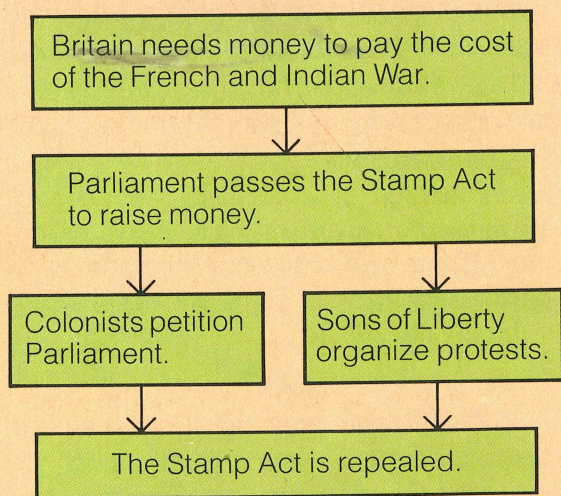 Britain needs money to pay the cost
of the French and Indian War.
Parliament passes the Stamp Act
to raise money.
Colonists petition
Parliament.
Sons of Liberty
organize protests.
The Stamp Act is repealed.